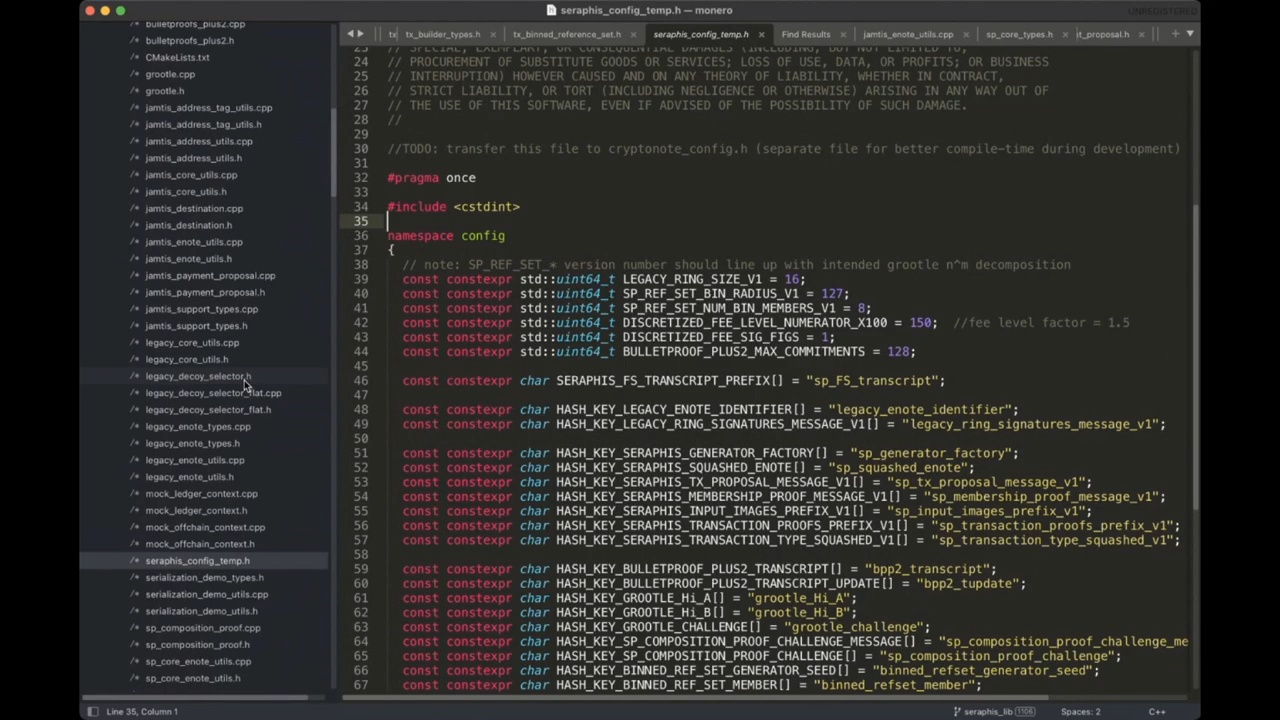 seraphis_config_temp.h — monero
UNREGISTERED
bulletproofs_plus2.cpp
bulletproofs_plus2.h
CMakeLists.txt
grootle.cpp
grootle.h
jamtis_address_tag_utils.cpp
jamtis_address_tag_utils.h
jamtis_address_utils.cpp
jamtis_address_utils.h
jamtis_core_utils.cpp
jamtis_core_utils.h
jamtis_destination.cpp
jamtis_destination.h
jamtis_enote_utils.cpp
jamtis_enote_utils.h
jamtis_payment_proposal.cpp
jamtis_payment_proposal.h
jamtis_support_types.cpp
jamtis_support_types.h
legacy_core_utils.cpp
legacy_core_utils.h
legacy_decoy_selector.h
legacy_decoy_selector_flat.cpp
legacy_decoy_selector_flat.h
legacy_enote_types.cpp
legacy_enote_types.h
legacy_enote_utils.cpp
legacy_enote_utils.h
mock_ledger_context.cpp
mock_ledger_context.h
mock_offchain_context.cpp
mock_offchain_context.h
seraphis_config_temp.h
serialization_demo_types.h
serialization_demo_utils.cpp
serialization_demo_utils.h
sp_composition_proof.cpp
sp_composition_proof.h
sp_core_enote_utils.cpp
sp_core_enote_utils.h
tx tx_builder_types.h tx_binned_reference_set.h seraphis_config_temp.h Find Results jamtis_enote_utils.cpp sp_core_types.h it_proposal.h
23 // SPECIAL, EXEMPLARY, OR CONSEQUENTIAL DAMAGES (INCLUDING, BUT NOT LIMITED TO,
24 // PROCUREMENT OF SUBSTITUTE GOODS OR SERVICES; LOSS OF USE, DATA, OR PROFITS; OR BUSINESS
25 // INTERRUPTION) HOWEVER CAUSED AND ON ANY THEORY OF LIABILITY, WHETHER IN CONTRACT,
26 // STRICT LIABILITY, OR TORT (INCLUDING NEGLIGENCE OR OTHERWISE) ARISING IN ANY WAY OUT OF
27 // THE USE OF THIS SOFTWARE, EVEN IF ADVISED OF THE POSSIBILITY OF SUCH DAMAGE.
28 //
29
30 //TODO: transfer this file to cryptonote_config.h (separate file for better compile-time during development)
31
32 #pragma once
33
34 #include <cstdint>
35
36 namespace config
37 {
38 // note: SP_REF_SET_* version number should line up with intended grootle n^m decomposition
39 const constexpr std::uint64_t LEGACY_RING_SIZE_V1 = 16;
40 const constexpr std::uint64_t SP_REF_SET_BIN_RADIUS_V1 = 127;
41 const constexpr std::uint64_t SP_REF_SET_NUM_BIN_MEMBERS_V1 = 8;
42 const constexpr std::uint64_t DISCRETIZED_FEE_LEVEL_NUMERATOR_X100 = 150; //fee level factor = 1.5
43 const constexpr std::uint64_t DISCRETIZED_FEE_SIG_FIGS = 1;
44 const constexpr std::uint64_t BULLETPROOF_PLUS2_MAX_COMMITMENTS = 128;
45
46 const constexpr char SERAPHIS_FS_TRANSCRIPT_PREFIX[] = "sp_FS_transcript";
47
48 const constexpr char HASH_KEY_LEGACY_ENOTE_IDENTIFIER[] = "legacy_enote_identifier";
49 const constexpr char HASH_KEY_LEGACY_RING_SIGNATURES_MESSAGE_V1[] = "legacy_ring_signatures_message_v1";
50
51 const constexpr char HASH_KEY_SERAPHIS_GENERATOR_FACTORY[] = "sp_generator_factory";
52 const constexpr char HASH_KEY_SERAPHIS_SQUASHED_ENOTE[] = "sp_squashed_enote";
53 const constexpr char HASH_KEY_SERAPHIS_TX_PROPOSAL_MESSAGE_V1[] = "sp_tx_proposal_message_v1";
54 const constexpr char HASH_KEY_SERAPHIS_MEMBERSHIP_PROOF_MESSAGE_V1[] = "sp_membership_proof_message_v1";
55 const constexpr char HASH_KEY_SERAPHIS_INPUT_IMAGES_PREFIX_V1[] = "sp_input_images_prefix_v1";
56 const constexpr char HASH_KEY_SERAPHIS_TRANSACTION_PROOFS_PREFIX_V1[] = "sp_transaction_proofs_prefix_v1";
57 const constexpr char HASH_KEY_SERAPHIS_TRANSACTION_TYPE_SQUASHED_V1[] = "sp_transaction_type_squashed_v1";
58
59 const constexpr char HASH_KEY_BULLETPROOF_PLUS2_TRANSCRIPT[] = "bpp2_transcript";
60 const constexpr char HASH_KEY_BULLETPROOF_PLUS2_TRANSCRIPT_UPDATE[] = "bpp2_tupdate";
61 const constexpr char HASH_KEY_GROOTLE_Hi_A[] = "grootle_Hi_A";
62 const constexpr char HASH_KEY_GROOTLE_Hi_B[] = "grootle_Hi_B";
63 const constexpr char HASH_KEY_GROOTLE_CHALLENGE[] = "grootle_challenge";
64 const constexpr char HASH_KEY_SP_COMPOSITION_PROOF_CHALLENGE_MESSAGE[] = "sp_composition_proof_challenge_me
65 const constexpr char HASH_KEY_SP_COMPOSITION_PROOF_CHALLENGE[] = "sp_composition_proof_challenge";
66 const constexpr char HASH_KEY_BINNED_REF_SET_GENERATOR_SEED[] = "binned_refset_generator_seed";
67 const constexpr char HASH_KEY_BINNED_REF_SET_MEMBER[] = "binned_refset_member";
Line 35, Column 1 seraphis_lib 1106 Spaces: 2 C++